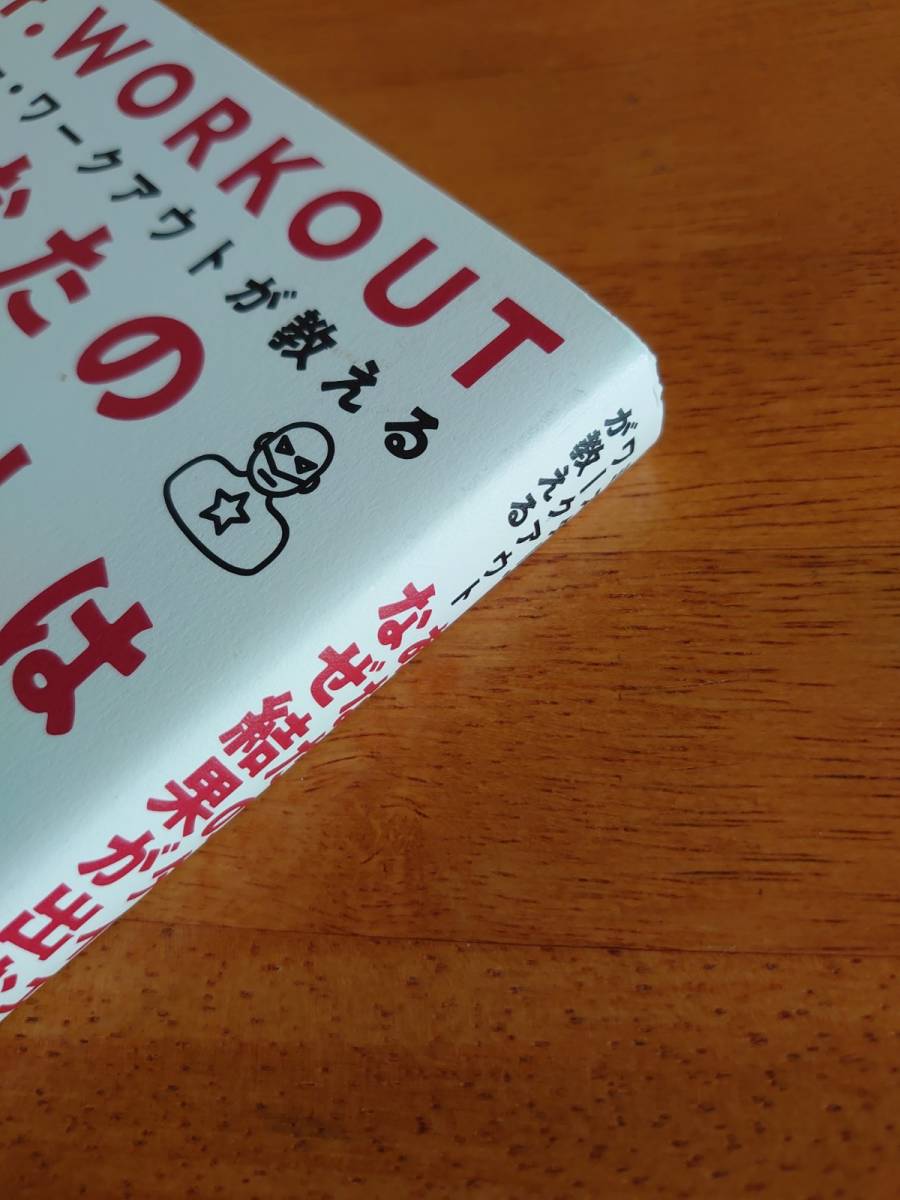 r.WORKOUT
・ワークアウトが教える
なたの
は
ワークアウト
が教える
なぜ結果が出